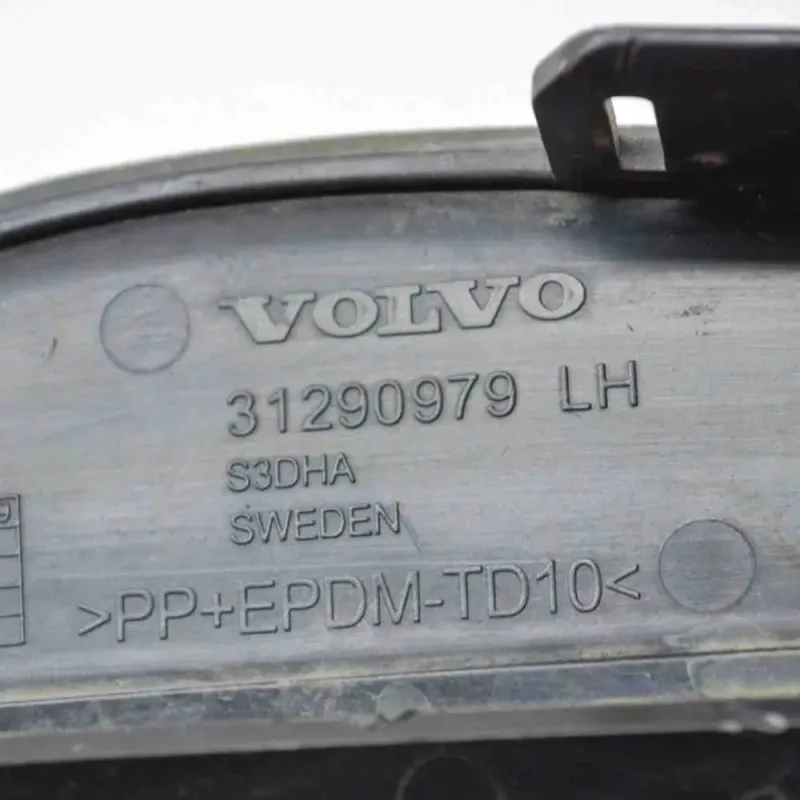 VOLVO
31290979 LH
S3DHA
SWEDEN
>PP+EPDM-TD10<